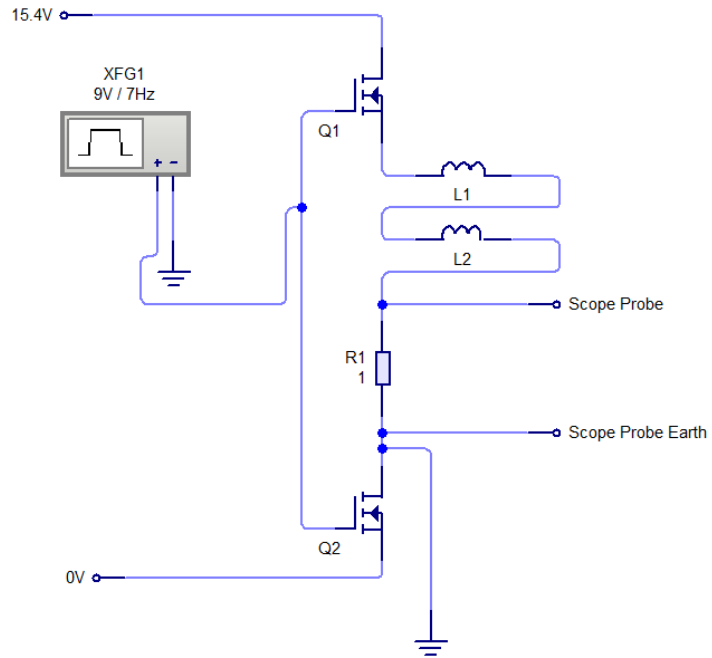 15.4V
XFG1
9V / 7Hz
+ −
Q1
L1
L2
Scope Probe
R1
1
Scope Probe Earth
Q2
0V